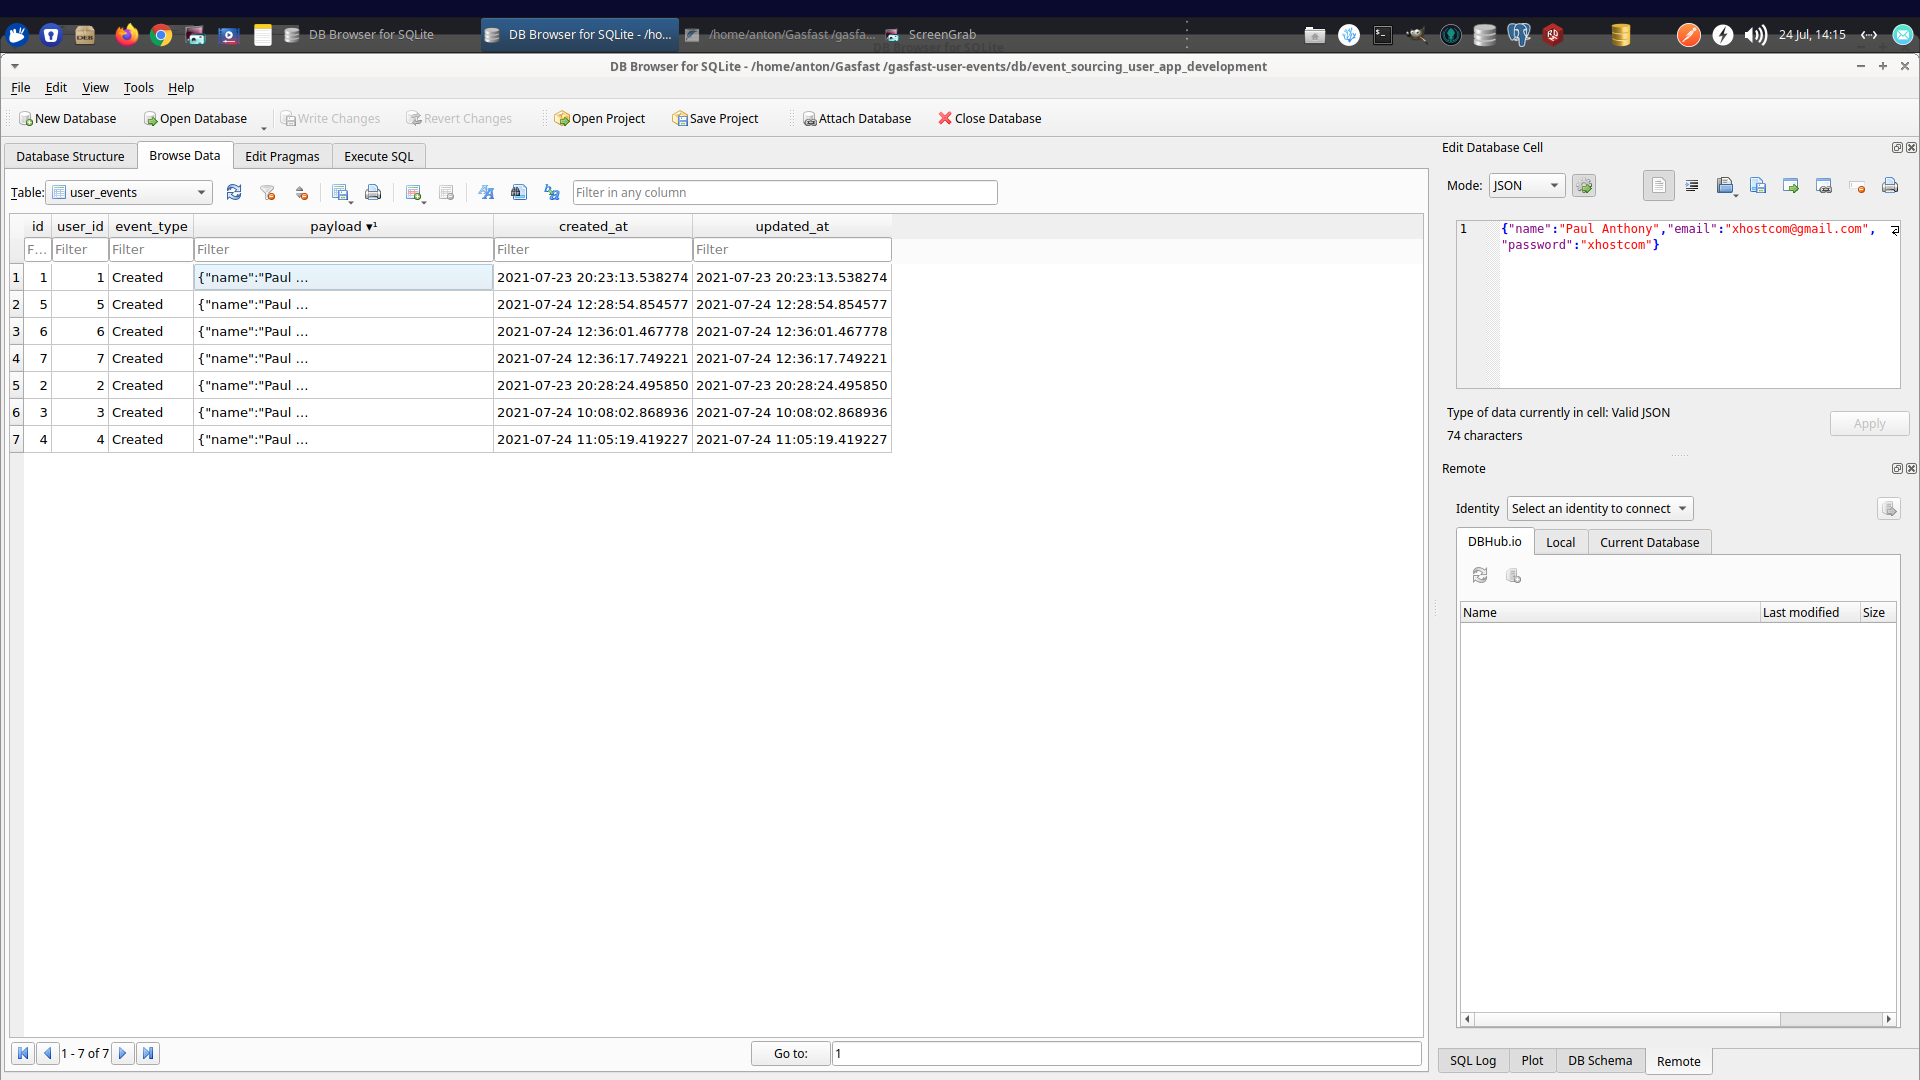 DB Browser for SQLite
DB Browser for SQLite - /ho...
/home/anton/Gasfast /gasfa...
ScreenGrab
24 Jul, 14:15
DB Browser for SQLite - /home/anton/Gasfast /gasfast-user-events/db/event_sourcing_user_app_development
File Edit View Tools Help
New Database Open Database Write Changes Revert Changes Open Project Save Project Attach Database Close Database
Database Structure Browse Data Edit Pragmas Execute SQL
Table: user_events Filter in any column
id user_id event_type payload ▾¹ created_at updated_at
F... Filter Filter Filter Filter Filter
1 1 1 Created {"name":"Paul ... 2021-07-23 20:23:13.538274 2021-07-23 20:23:13.538274
2 5 5 Created {"name":"Paul ... 2021-07-24 12:28:54.854577 2021-07-24 12:28:54.854577
3 6 6 Created {"name":"Paul ... 2021-07-24 12:36:01.467778 2021-07-24 12:36:01.467778
4 7 7 Created {"name":"Paul ... 2021-07-24 12:36:17.749221 2021-07-24 12:36:17.749221
5 2 2 Created {"name":"Paul ... 2021-07-23 20:28:24.495850 2021-07-23 20:28:24.495850
6 3 3 Created {"name":"Paul ... 2021-07-24 10:08:02.868936 2021-07-24 10:08:02.868936
7 4 4 Created {"name":"Paul ... 2021-07-24 11:05:19.419227 2021-07-24 11:05:19.419227
1 - 7 of 7 Go to: 1
Edit Database Cell
Mode: JSON
1 {"name":"Paul Anthony","email":"xhostcom@gmail.com",
"password":"xhostcom"}
Type of data currently in cell: Valid JSON
74 characters
Apply
Remote
Identity Select an identity to connect
DBHub.io Local Current Database
Name Last modified Size
SQL Log Plot DB Schema Remote